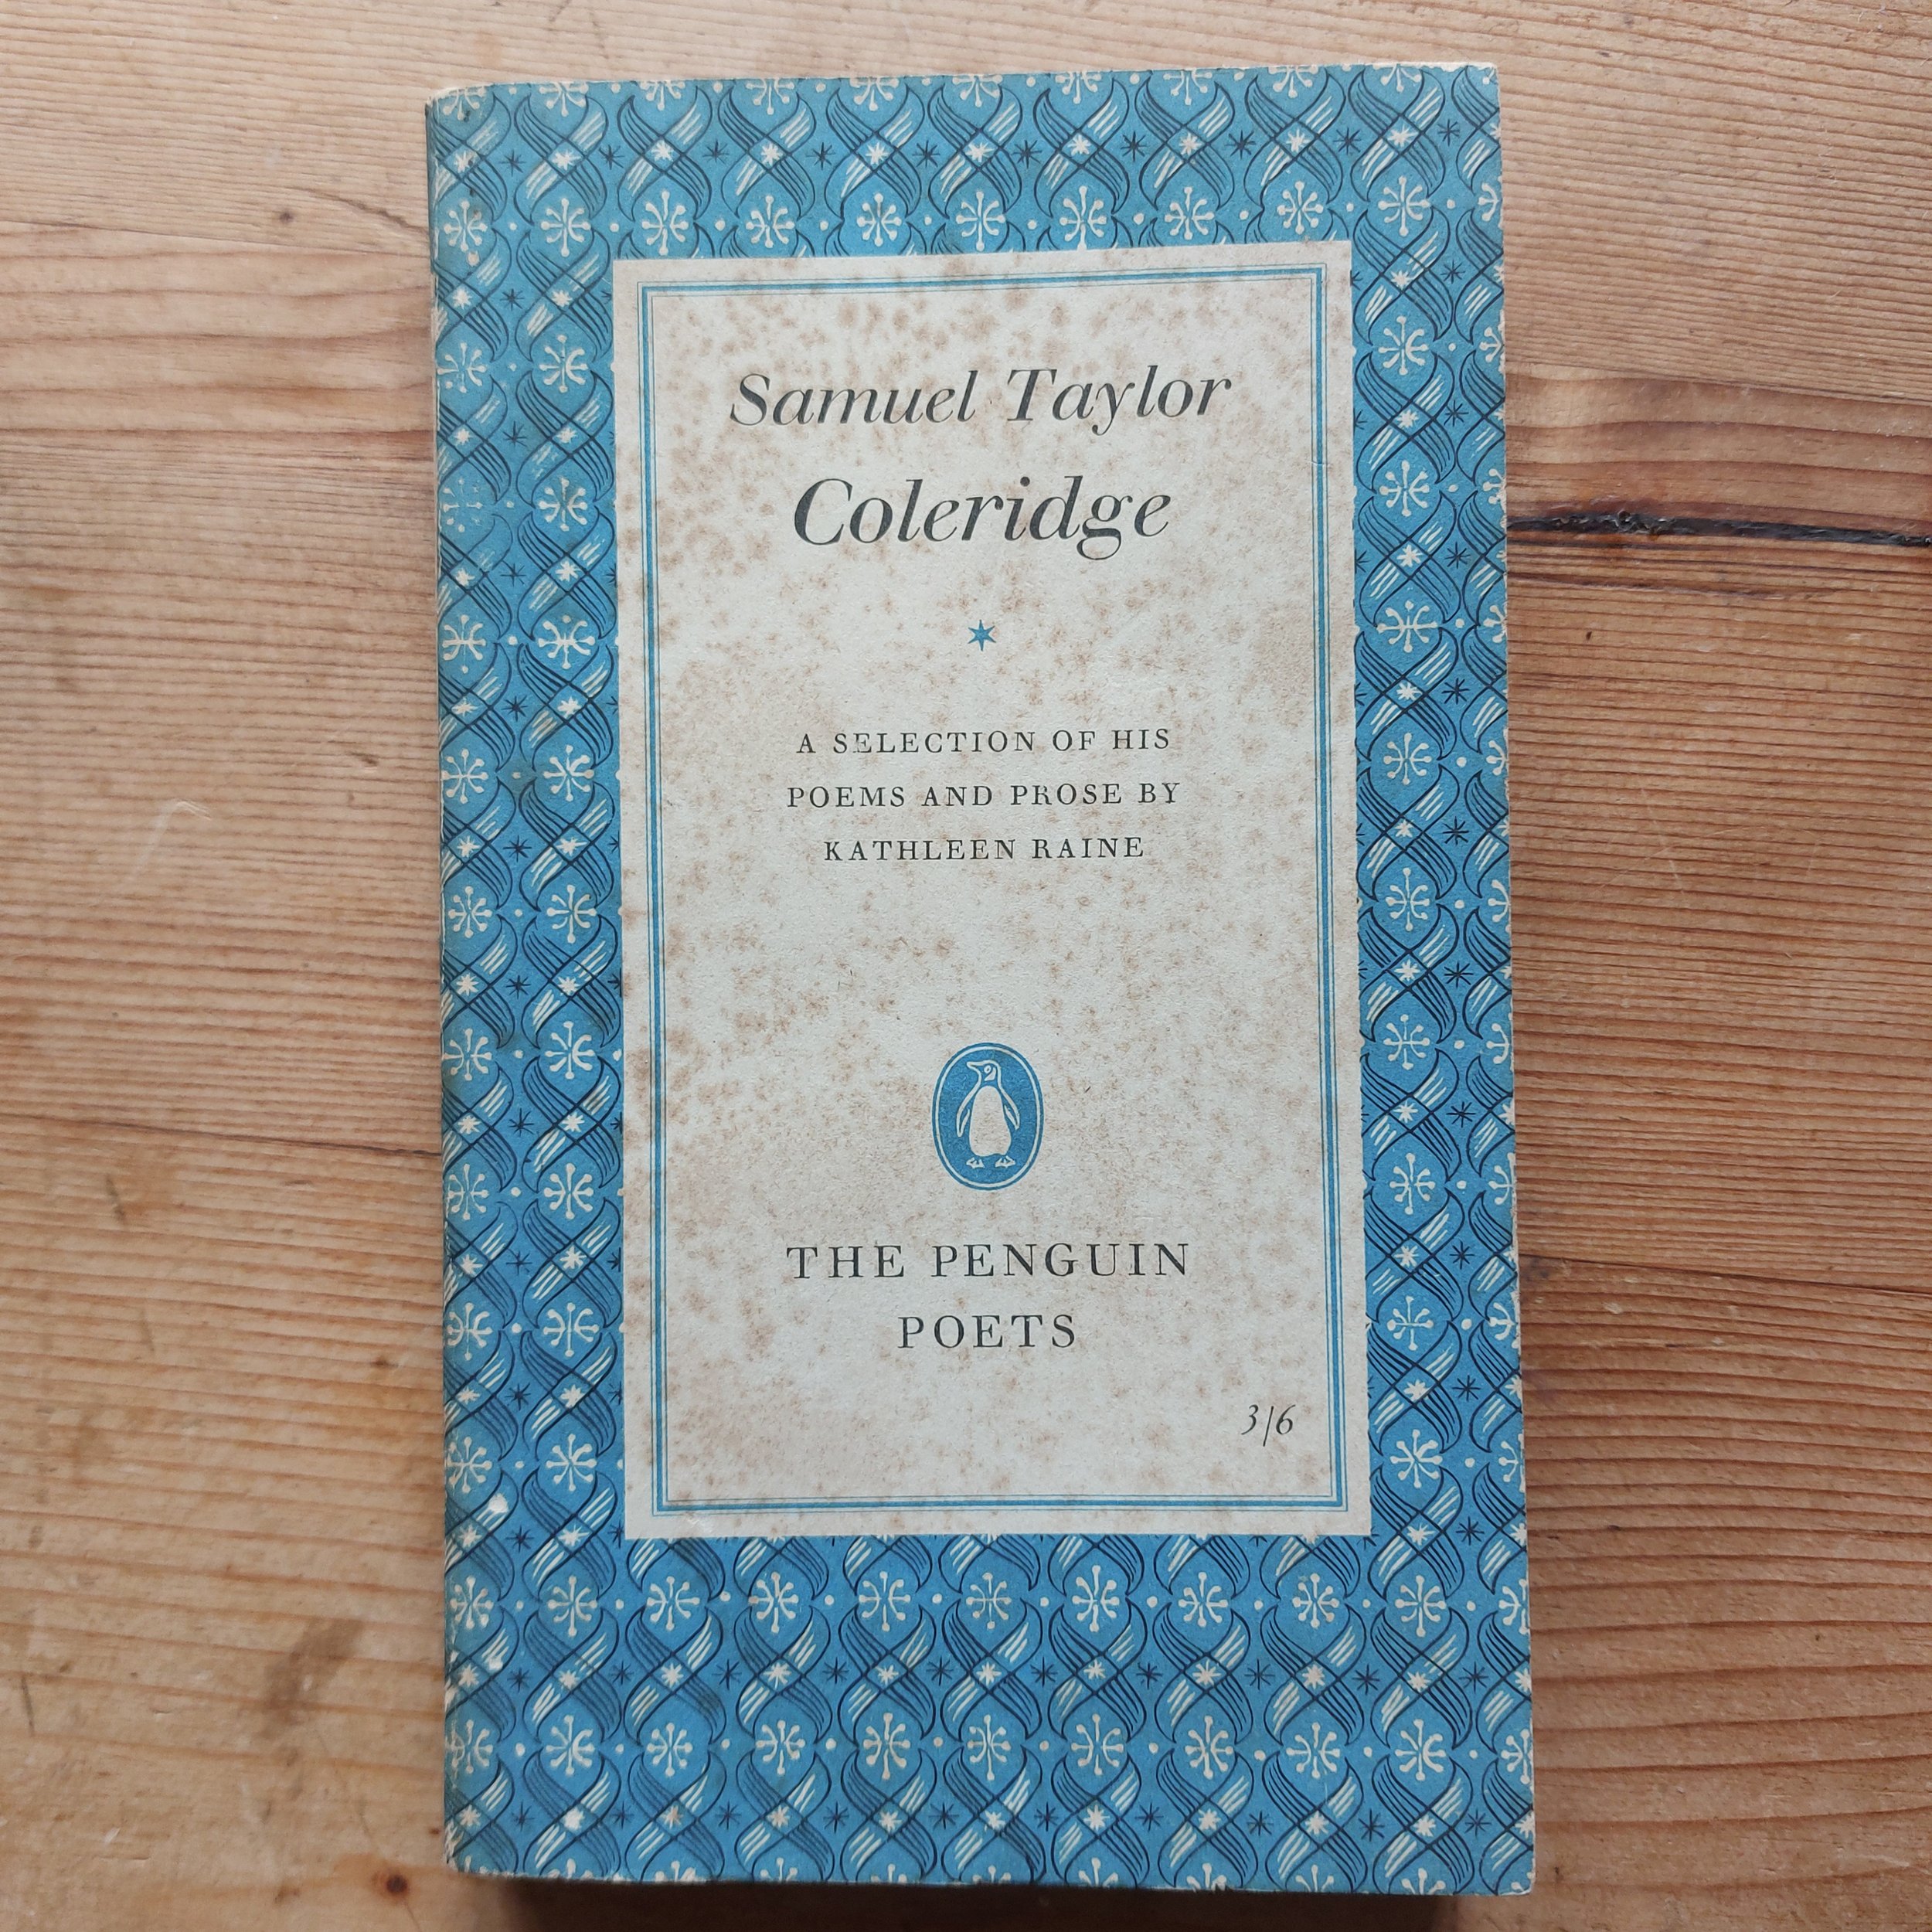 Samuel Taylor
Coleridge
A SELECTION OF HIS
POEMS AND PROSE BY
KATHLEEN RAINE
THE PENGUIN
POETS
3/6